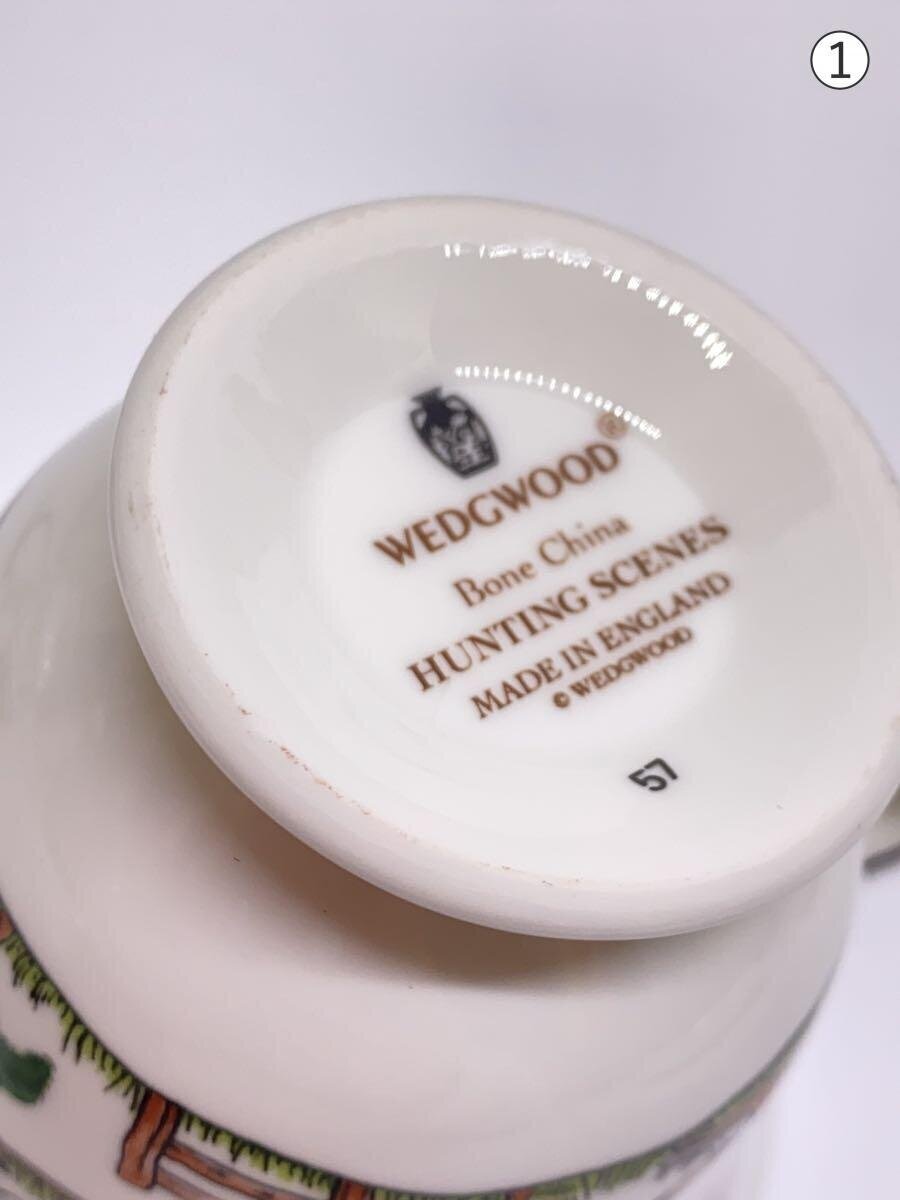 ①
WEDGWOOD®
Bone China
HUNTING SCENES
MADE IN ENGLAND
© WEDGWOOD
57